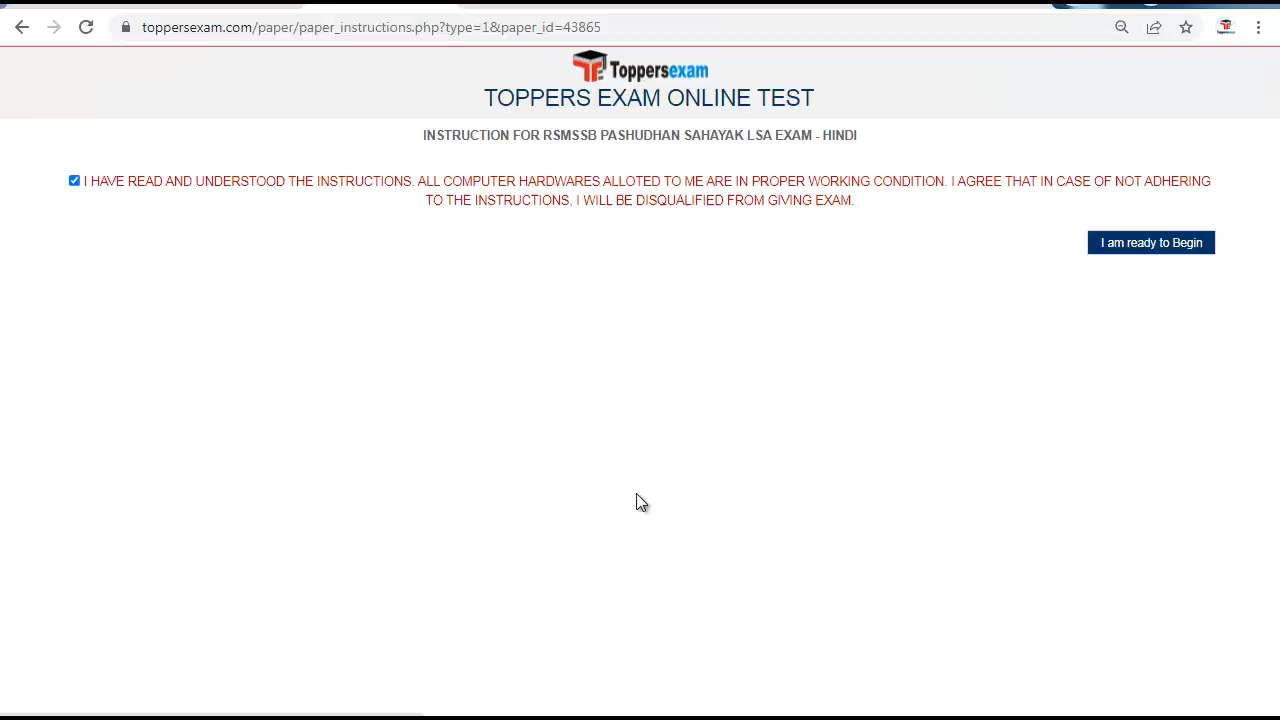 toppersexam.com/paper/paper_instructions.php?type=1&paper_id=43865
Toppersexam
TOPPERS EXAM ONLINE TEST
INSTRUCTION FOR RSMSSB PASHUDHAN SAHAYAK LSA EXAM - HINDI
I HAVE READ AND UNDERSTOOD THE INSTRUCTIONS. ALL COMPUTER HARDWARES ALLOTED TO ME ARE IN PROPER WORKING CONDITION. I AGREE THAT IN CASE OF NOT ADHERING
TO THE INSTRUCTIONS, I WILL BE DISQUALIFIED FROM GIVING EXAM.
I am ready to Begin